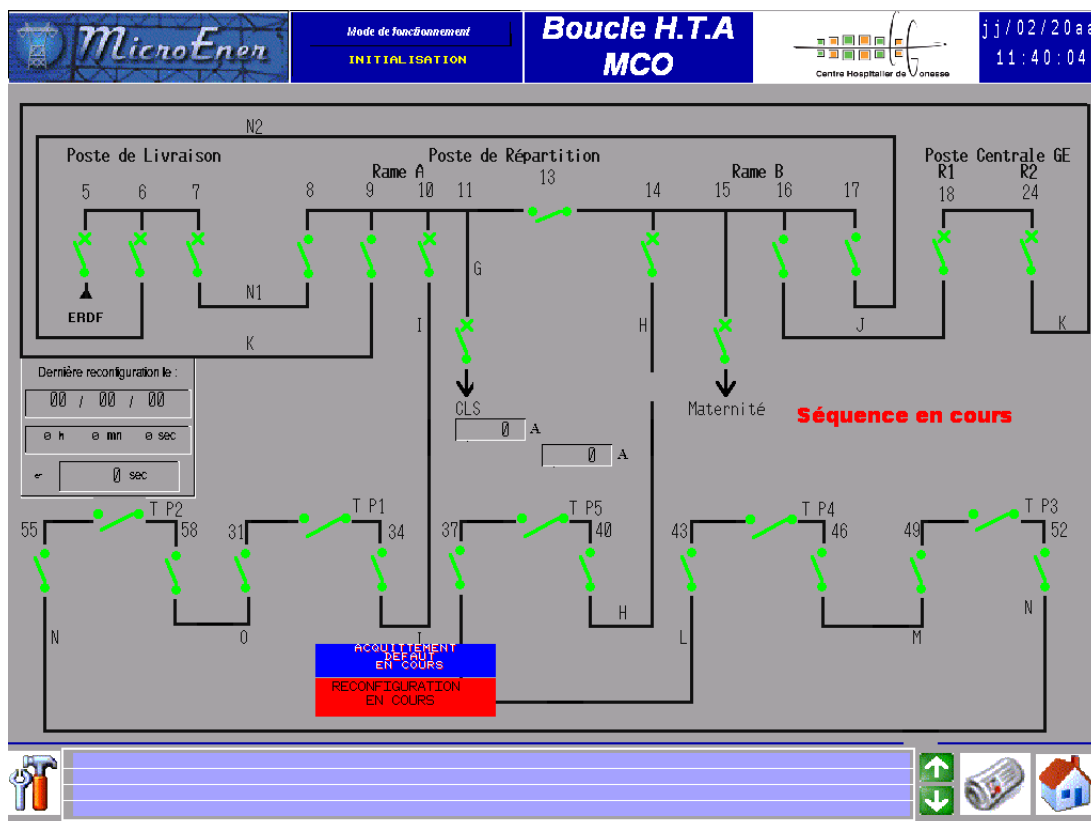 MicroEner
Mode de fonctionnement
INITIALISATION
Boucle H.T.A
MCO
Centre Hospitalier de Gonesse
jj/02/20aa
11:40:04
N2
Poste de Livraison
Poste de Répartition
Poste Centrale GE
Rame A
Rame B
R1
R2
5
6
7
8
9
10
11
13
14
15
16
17
18
24
G
N1
ERDF
I
H
J
K
K
Dernière reconfiguration le :
00 / 00 / 00
0 h 0 mn 0 sec
0 sec
CLS
0 A
0 A
Maternité
Séquence en cours
T P2
T P1
T P5
T P4
T P3
55
58
31
34
37
40
43
46
49
52
N
O
I
H
L
M
N
ACQUITTEMENT
DEFAUT
EN COURS
RECONFIGURATION
EN COURS